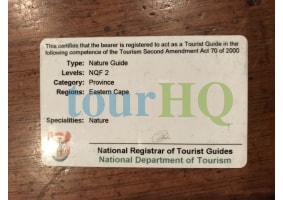 This certifies that the bearer is registered to act as a Tourist Guide in the
following competence of the Tourism Second Amendment Act 70 of 2000
Type: Nature Guide
Levels: NQF 2
Category: Province
Regions: Eastern Cape
tourHQ
Specialities: Nature
National Registrar of Tourist Guides
National Department of Tourism